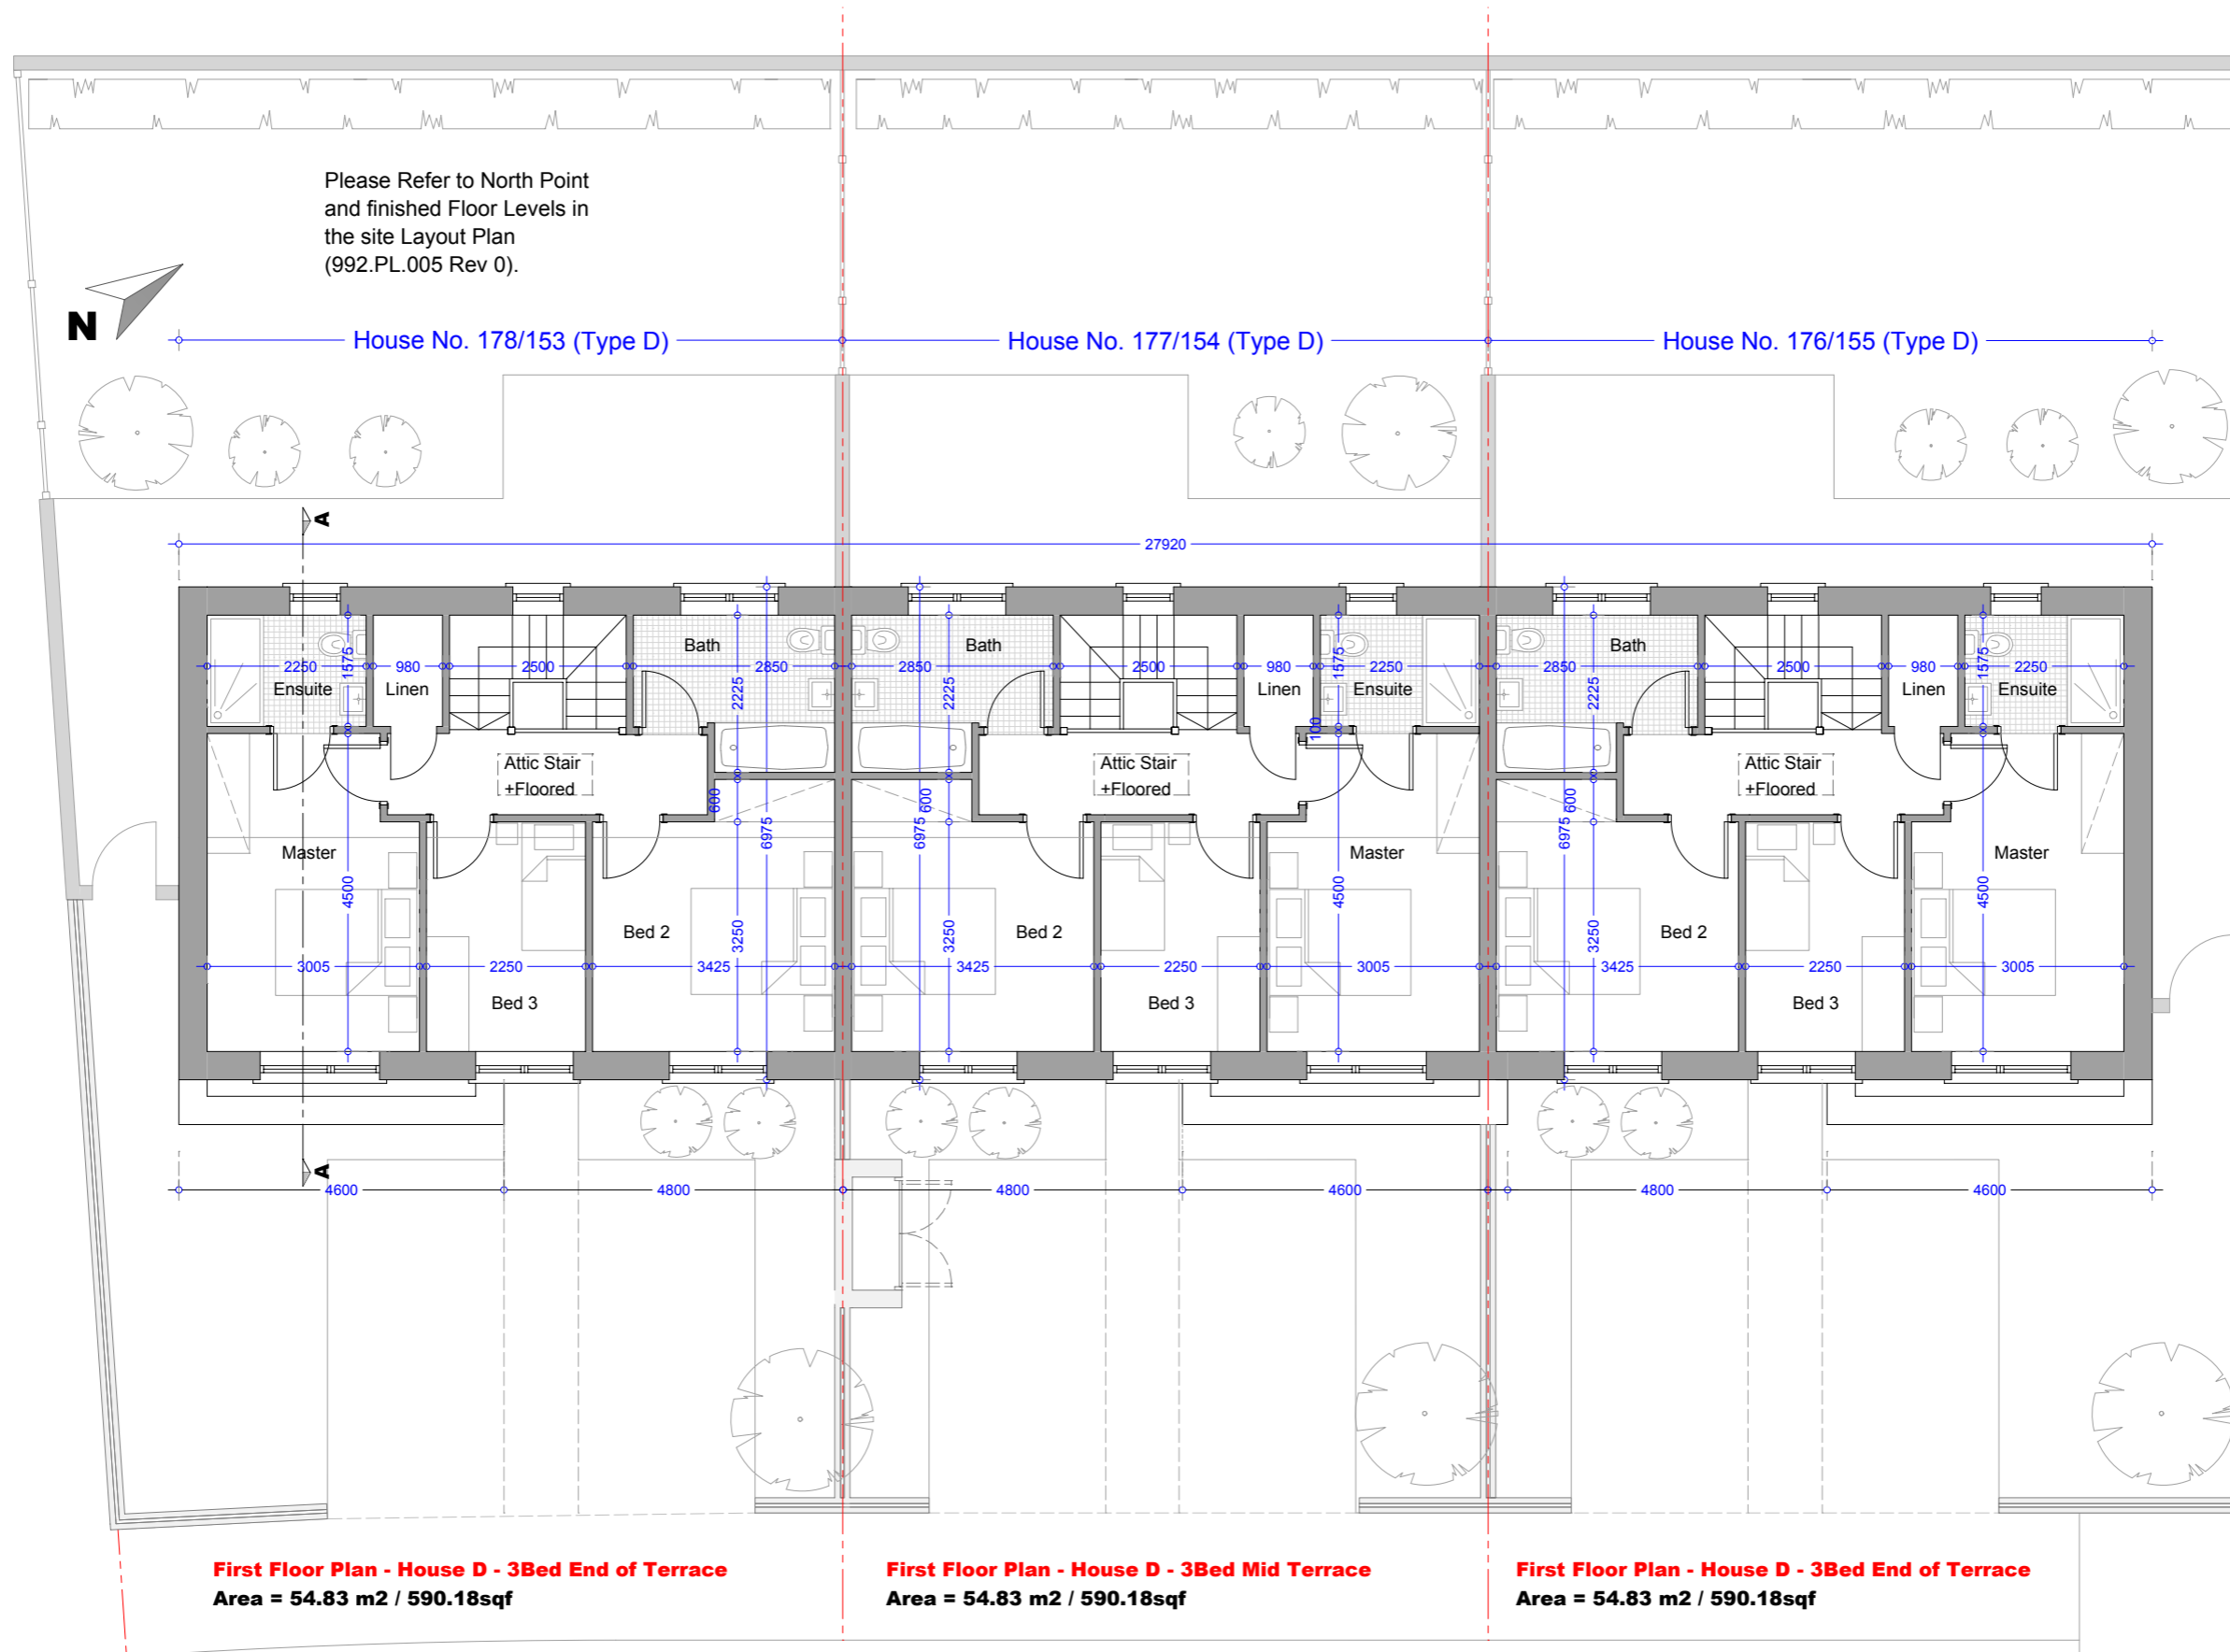 Please Refer to North Point
and finished Floor Levels in
the site Layout Plan
(992.PL.005 Rev 0).
N
House No. 178/153 (Type D)
House No. 177/154 (Type D)
House No. 176/155 (Type D)
A
27920
Bath
Bath
Bath
2250
1575
980
2500
2850
2225
2850
2225
2500
980
1575
2250
2850
2225
2500
980
1575
2250
Ensuite
Linen
Linen
Ensuite
Linen
Ensuite
100
Attic Stair
+Floored
Attic Stair
+Floored
Attic Stair
+Floored
600
600
600
6975
6975
6975
Master
Master
Master
4500
4500
4500
Bed 2
Bed 2
Bed 2
3250
3250
3250
3005
2250
3425
3425
2250
3005
3425
2250
3005
Bed 3
Bed 3
Bed 3
A
4600
4800
4800
4600
4800
4600
First Floor Plan - House D - 3Bed End of Terrace
Area = 54.83 m2 / 590.18sqf
First Floor Plan - House D - 3Bed Mid Terrace
Area = 54.83 m2 / 590.18sqf
First Floor Plan - House D - 3Bed End of Terrace
Area = 54.83 m2 / 590.18sqf